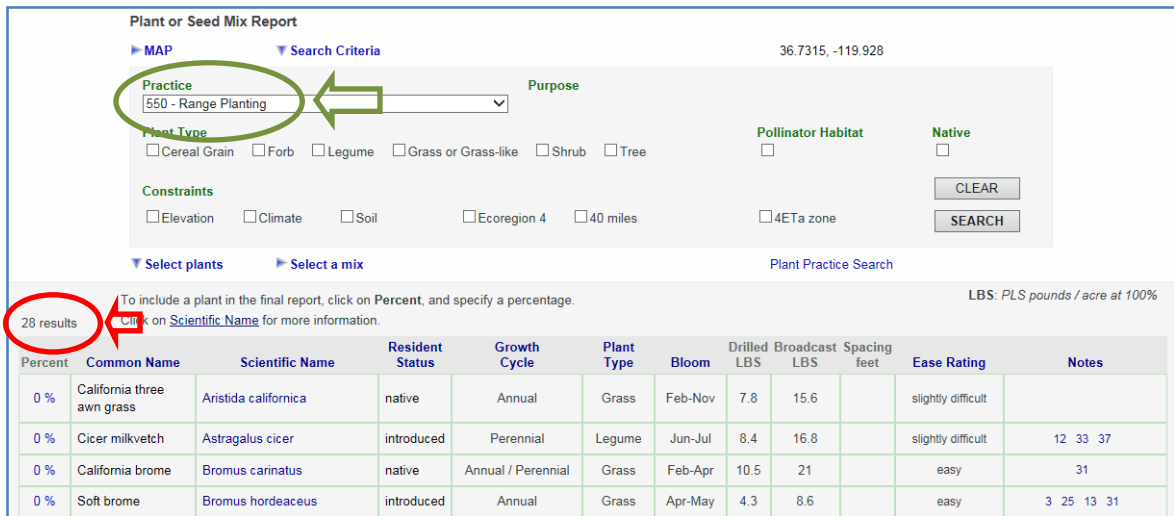 Plant or Seed Mix Report
MAP Search Criteria 36.7315, -119.928
Practice Purpose
550 - Range Planting
Plant Type Pollinator Habitat Native
Cereal Grain Forb Legume Grass or Grass-like Shrub Tree
Constraints CLEAR
Elevation Climate Soil Ecoregion 4 40 miles 4ETa zone SEARCH
Select plants Select a mix Plant Practice Search
To include a plant in the final report, click on Percent, and specify a percentage. LBS: PLS pounds / acre at 100%
28 results Click on Scientific Name for more information.
Percent Common Name Scientific Name Resident Status Growth Cycle Plant Type Bloom Drilled LBS Broadcast LBS Spacing feet Ease Rating Notes
0 % California three awn grass Aristida californica native Annual Grass Feb-Nov 7.8 15.6 slightly difficult
0 % Cicer milkvetch Astragalus cicer introduced Perennial Legume Jun-Jul 8.4 16.8 slightly difficult 12 33 37
0 % California brome Bromus carinatus native Annual / Perennial Grass Feb-Apr 10.5 21 easy 31
0 % Soft brome Bromus hordeaceus introduced Annual Grass Apr-May 4.3 8.6 easy 3 25 13 31